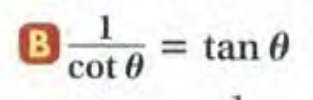 B 1/cot θ = tan θ